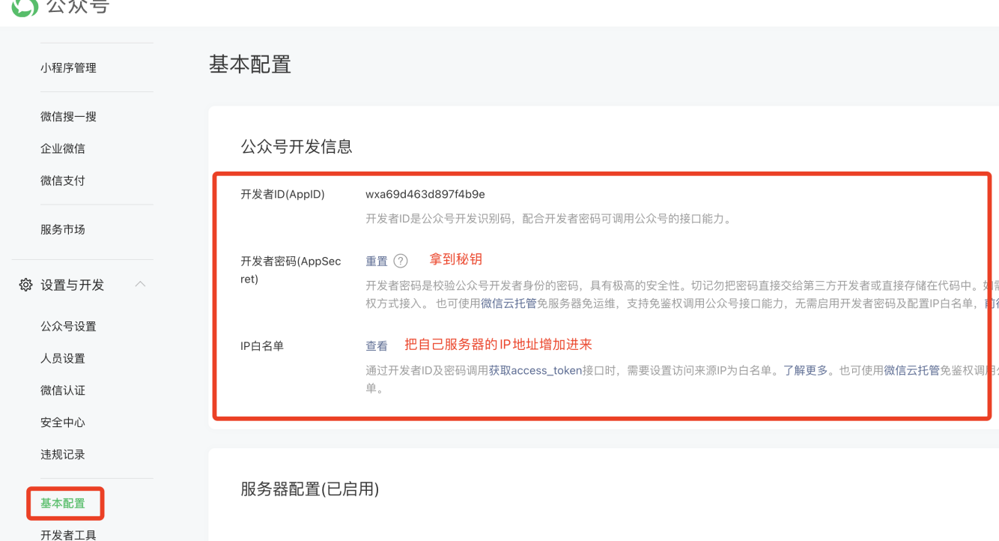 公众号
小程序管理
微信搜一搜
企业微信
微信支付
服务市场
设置与开发
公众号设置
人员设置
微信认证
安全中心
违规记录
基本配置
开发者工具
基本配置
公众号开发信息
开发者ID(AppID)
wxa69d463d897f4b9e
开发者ID是公众号开发识别码，配合开发者密码可调用公众号的接口能力。
开发者密码(AppSec
ret)
重置 ? 拿到秘钥
开发者密码是校验公众号开发者身份的密码，具有极高的安全性。切记勿把密码直接交给第三方开发者或直接存储在代码中。如需
权方式接入。 也可使用微信云托管免服务器免运维，支持免鉴权调用公众号接口能力，无需启用开发者密码及配置IP白名单，前往
IP白名单
查看 把自己服务器的IP地址增加进来
通过开发者ID及密码调用获取access_token接口时，需要设置访问来源IP为白名单。了解更多。也可使用微信云托管免鉴权调用公
单。
服务器配置(已启用)